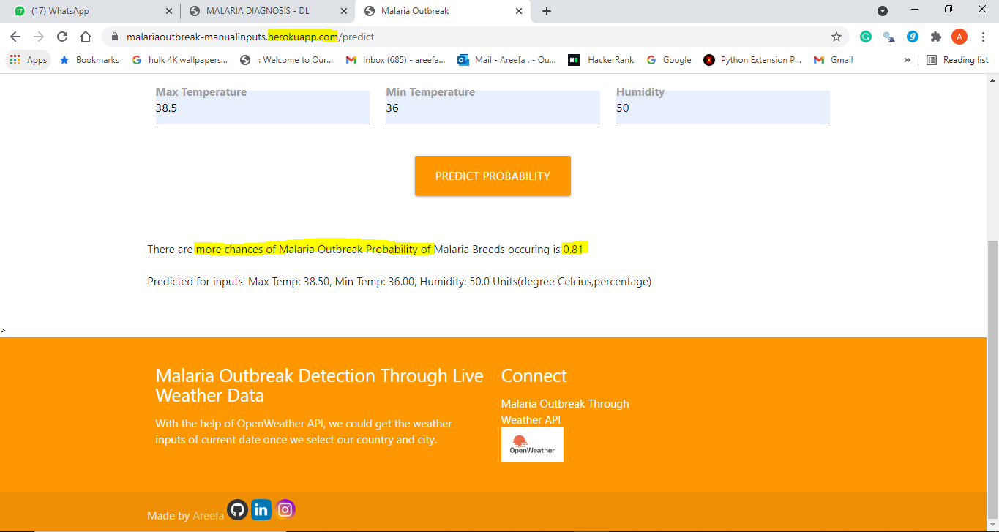 17 (17) WhatsApp
MALARIA DIAGNOSIS - DL
Malaria Outbreak
malariaoutbreak-manualinputs.herokuapp.com/predict
G
g
A
Apps
Bookmarks
hulk 4K wallpapers...
:: Welcome to Our...
Inbox (685) - areefa...
Mail - Areefa . - Ou...
HackerRank
Google
Python Extension P...
Gmail
»
Reading list
Max Temperature
Min Temperature
Humidity
38.5
36
50
PREDICT PROBABILITY
There are more chances of Malaria Outbreak Probability of Malaria Breeds occuring is 0.81
Predicted for inputs: Max Temp: 38.50, Min Temp: 36.00, Humidity: 50.0 Units(degree Celcius,percentage)
>
Malaria Outbreak Detection Through Live
Weather Data
With the help of OpenWeather API, we could get the weather
inputs of current date once we select our country and city.
Connect
Malaria Outbreak Through
Weather API
OpenWeather
Made by Areefa
in